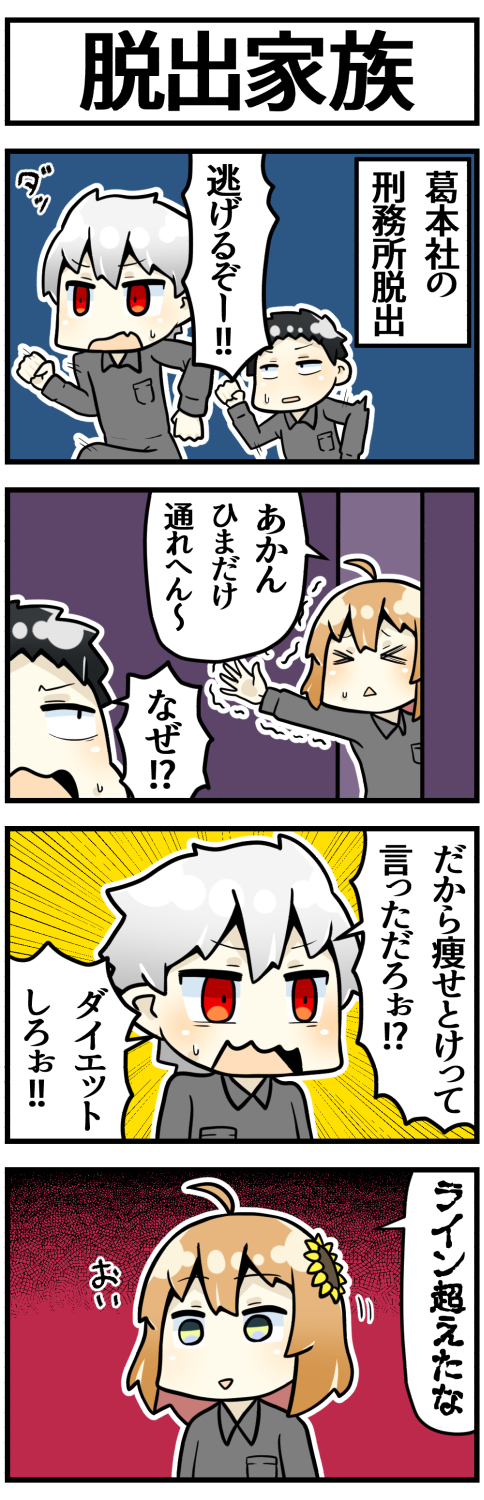 脱出家族
葛本社の
刑務所脱出
逃げるぞー!!
ダッ
あかん
ひまだけ
通れへん〜
なぜ!?
だから痩せとけって
言っただろぉ!?
ダイエット
しろぉ!!
ライン超えたな
おい